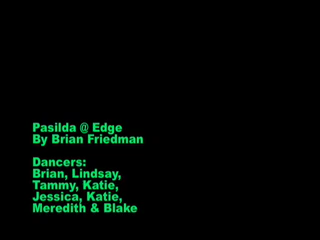 Pasilda @ Edge
By Brian Friedman
Dancers:
Brian, Lindsay,
Tammy, Katie,
Jessica, Katie,
Meredith & Blake